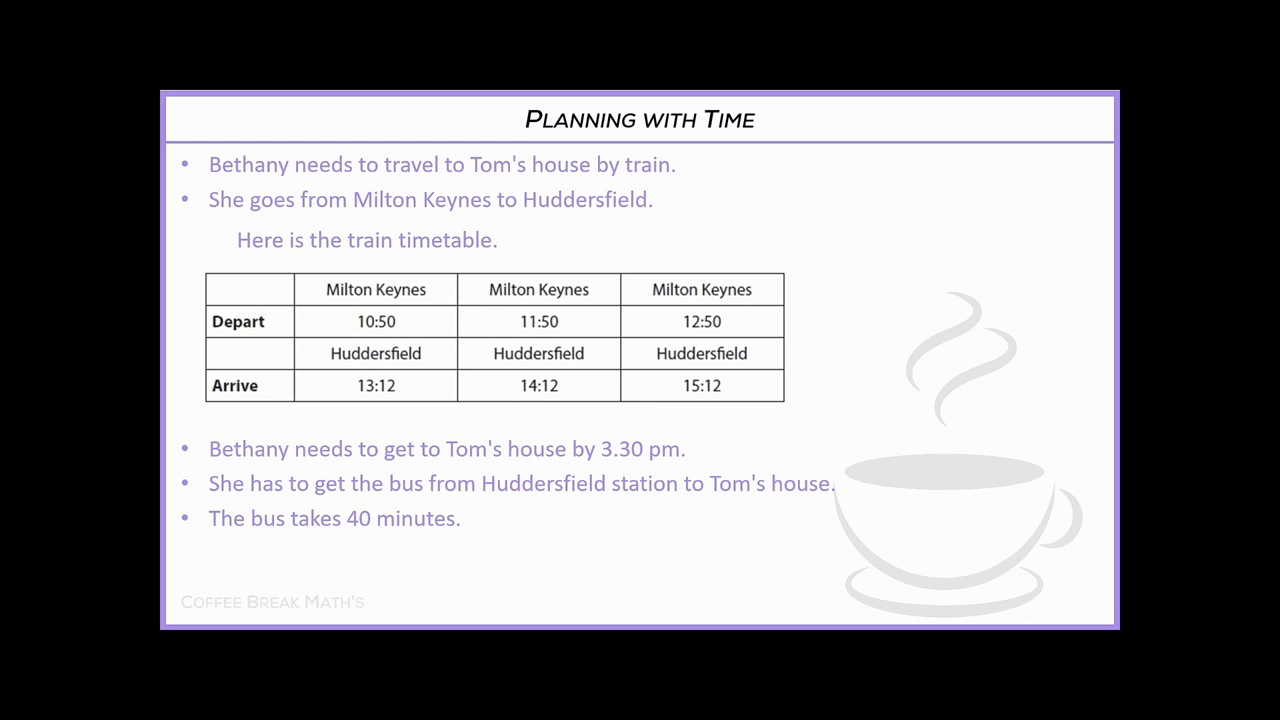 PLANNING WITH TIME
• Bethany needs to travel to Tom's house by train.
• She goes from Milton Keynes to Huddersfield.
Here is the train timetable.
Milton Keynes Milton Keynes Milton Keynes
Depart 10:50 11:50 12:50
Huddersfield Huddersfield Huddersfield
Arrive 13:12 14:12 15:12
• Bethany needs to get to Tom's house by 3.30 pm.
• She has to get the bus from Huddersfield station to Tom's house.
• The bus takes 40 minutes.
COFFEE BREAK MATH'S